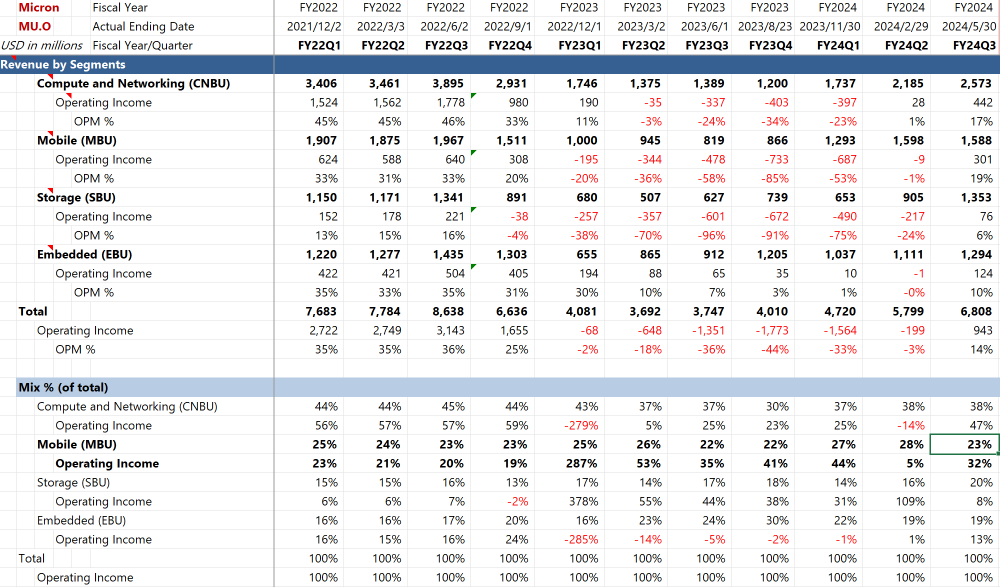 Micron Fiscal Year FY2022 FY2022 FY2022 FY2022 FY2023 FY2023 FY2023 FY2023 FY2024 FY2024 FY2024
MU.O Actual Ending Date 2021/12/2 2022/3/3 2022/6/2 2022/9/1 2022/12/1 2023/3/2 2023/6/1 2023/8/23 2023/11/30 2024/2/29 2024/5/30
USD in millions Fiscal Year/Quarter FY22Q1 FY22Q2 FY22Q3 FY22Q4 FY23Q1 FY23Q2 FY23Q3 FY23Q4 FY24Q1 FY24Q2 FY24Q3
Revenue by Segments
Compute and Networking (CNBU) 3,406 3,461 3,895 2,931 1,746 1,375 1,389 1,200 1,737 2,185 2,573
Operating Income 1,524 1,562 1,778 980 190 -35 -337 -403 -397 28 442
OPM % 45% 45% 46% 33% 11% -3% -24% -34% -23% 1% 17%
Mobile (MBU) 1,907 1,875 1,967 1,511 1,000 945 819 866 1,293 1,598 1,588
Operating Income 624 588 640 308 -195 -344 -478 -733 -687 -9 301
OPM % 33% 31% 33% 20% -20% -36% -58% -85% -53% -1% 19%
Storage (SBU) 1,150 1,171 1,341 891 680 507 627 739 653 905 1,353
Operating Income 152 178 221 -38 -257 -357 -601 -672 -490 -217 76
OPM % 13% 15% 16% -4% -38% -70% -96% -91% -75% -24% 6%
Embedded (EBU) 1,220 1,277 1,435 1,303 655 865 912 1,205 1,037 1,111 1,294
Operating Income 422 421 504 405 194 88 65 35 10 -1 124
OPM % 35% 33% 35% 31% 30% 10% 7% 3% 1% -0% 10%
Total 7,683 7,784 8,638 6,636 4,081 3,692 3,747 4,010 4,720 5,799 6,808
Operating Income 2,722 2,749 3,143 1,655 -68 -648 -1,351 -1,773 -1,564 -199 943
OPM % 35% 35% 36% 25% -2% -18% -36% -44% -33% -3% 14%
Mix % (of total)
Compute and Networking (CNBU) 44% 44% 45% 44% 43% 37% 37% 30% 37% 38% 38%
Operating Income 56% 57% 57% 59% -279% 5% 25% 23% 25% -14% 47%
Mobile (MBU) 25% 24% 23% 23% 25% 26% 22% 22% 27% 28% 23%
Operating Income 23% 21% 20% 19% 287% 53% 35% 41% 44% 5% 32%
Storage (SBU) 15% 15% 16% 13% 17% 14% 17% 18% 14% 16% 20%
Operating Income 6% 6% 7% -2% 378% 55% 44% 38% 31% 109% 8%
Embedded (EBU) 16% 16% 17% 20% 16% 23% 24% 30% 22% 19% 19%
Operating Income 16% 15% 16% 24% -285% -14% -5% -2% -1% 1% 13%
Total 100% 100% 100% 100% 100% 100% 100% 100% 100% 100% 100%
Operating Income 100% 100% 100% 100% 100% 100% 100% 100% 100% 100% 100%